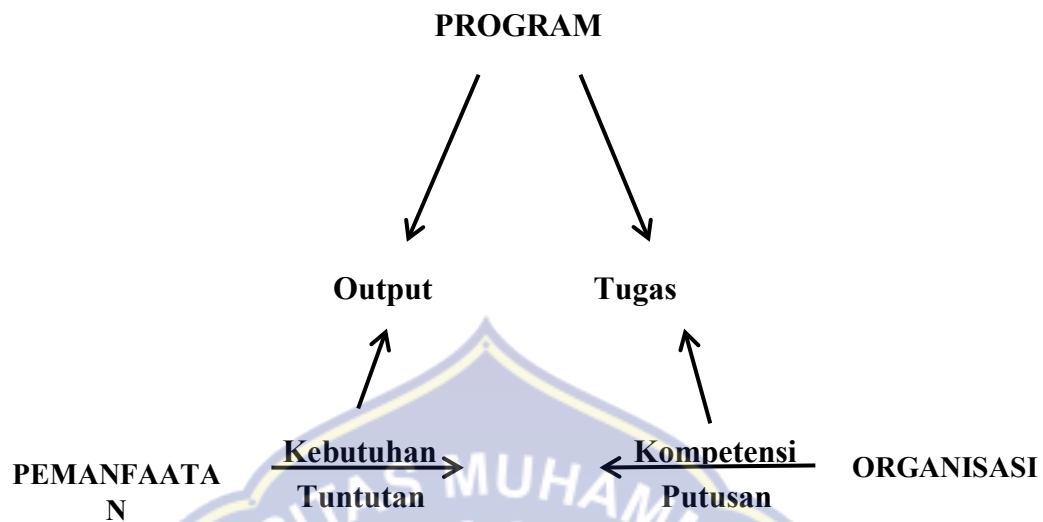 PROGRAM
Output Tugas
Kebutuhan Kompetensi
PEMANFAATA ORGANISASI
N
Tuntutan Putusan